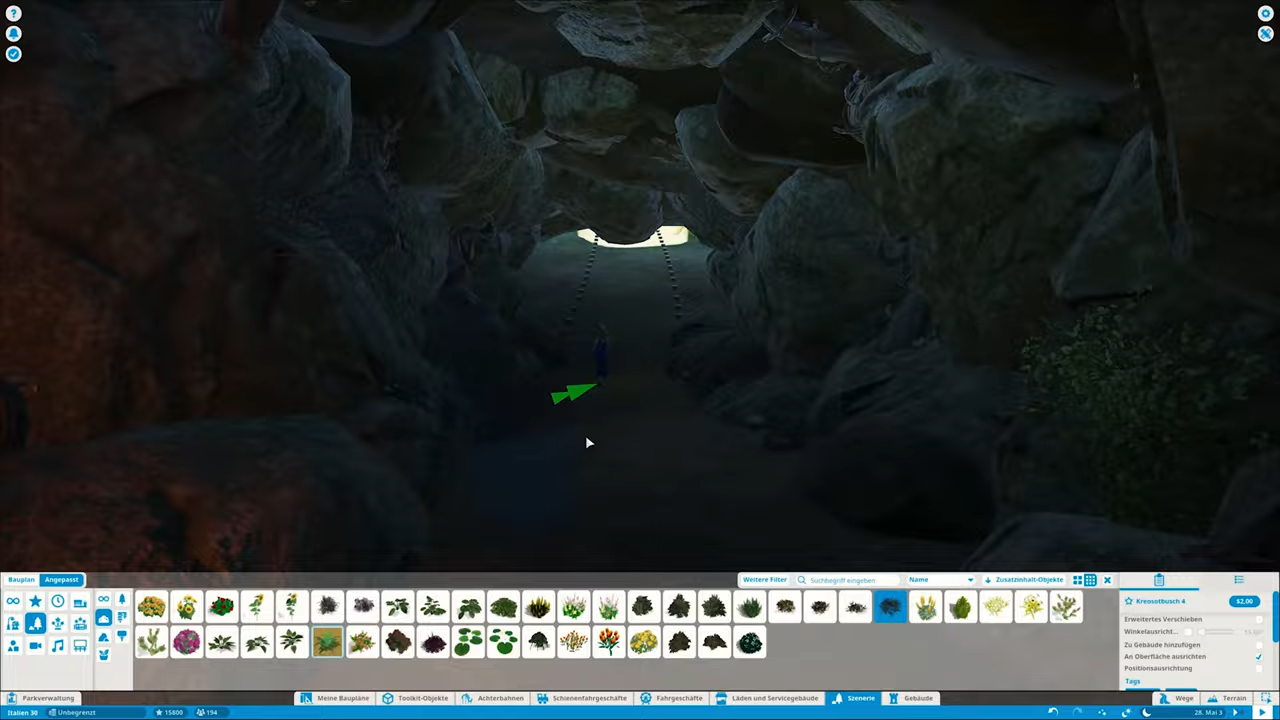 ?
Bauplan Angepasst
Weitere Filter Suchbegriff eingeben Name Zusatzinhalt-Objekte
Kreosotbusch 4 $2,00
Erweitertes Verschieben
Winkelausricht...
Zu Gebäude hinzufügen
An Oberfläche ausrichten
Positionsausrichtung
Tags
Parkverwaltung Meine Baupläne Toolkit-Objekte Achterbahnen Schienenfahrgeschäfte Fahrgeschäfte Läden und Servicegebäude Szenerie Gebäude Wege Terrain
Italien 30 Unbegrenzt 15800 194 28. Mai 3